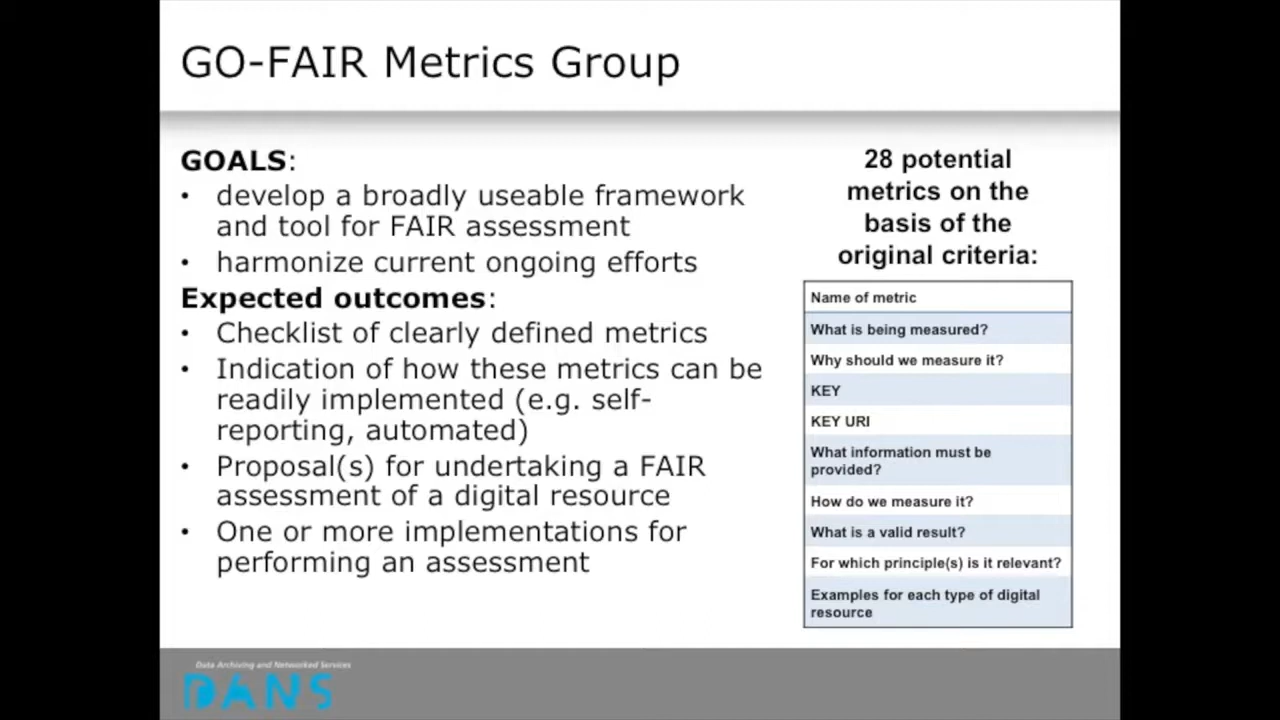 GO-FAIR Metrics Group
GOALS:
• develop a broadly useable framework
and tool for FAIR assessment
• harmonize current ongoing efforts
Expected outcomes:
• Checklist of clearly defined metrics
• Indication of how these metrics can be
readily implemented (e.g. self-
reporting, automated)
• Proposal(s) for undertaking a FAIR
assessment of a digital resource
• One or more implementations for
performing an assessment
28 potential
metrics on the
basis of the
original criteria:
Name of metric
What is being measured?
Why should we measure it?
KEY
KEY URI
What information must be
provided?
How do we measure it?
What is a valid result?
For which principle(s) is it relevant?
Examples for each type of digital
resource
Data Archiving and Networked Services
DANS